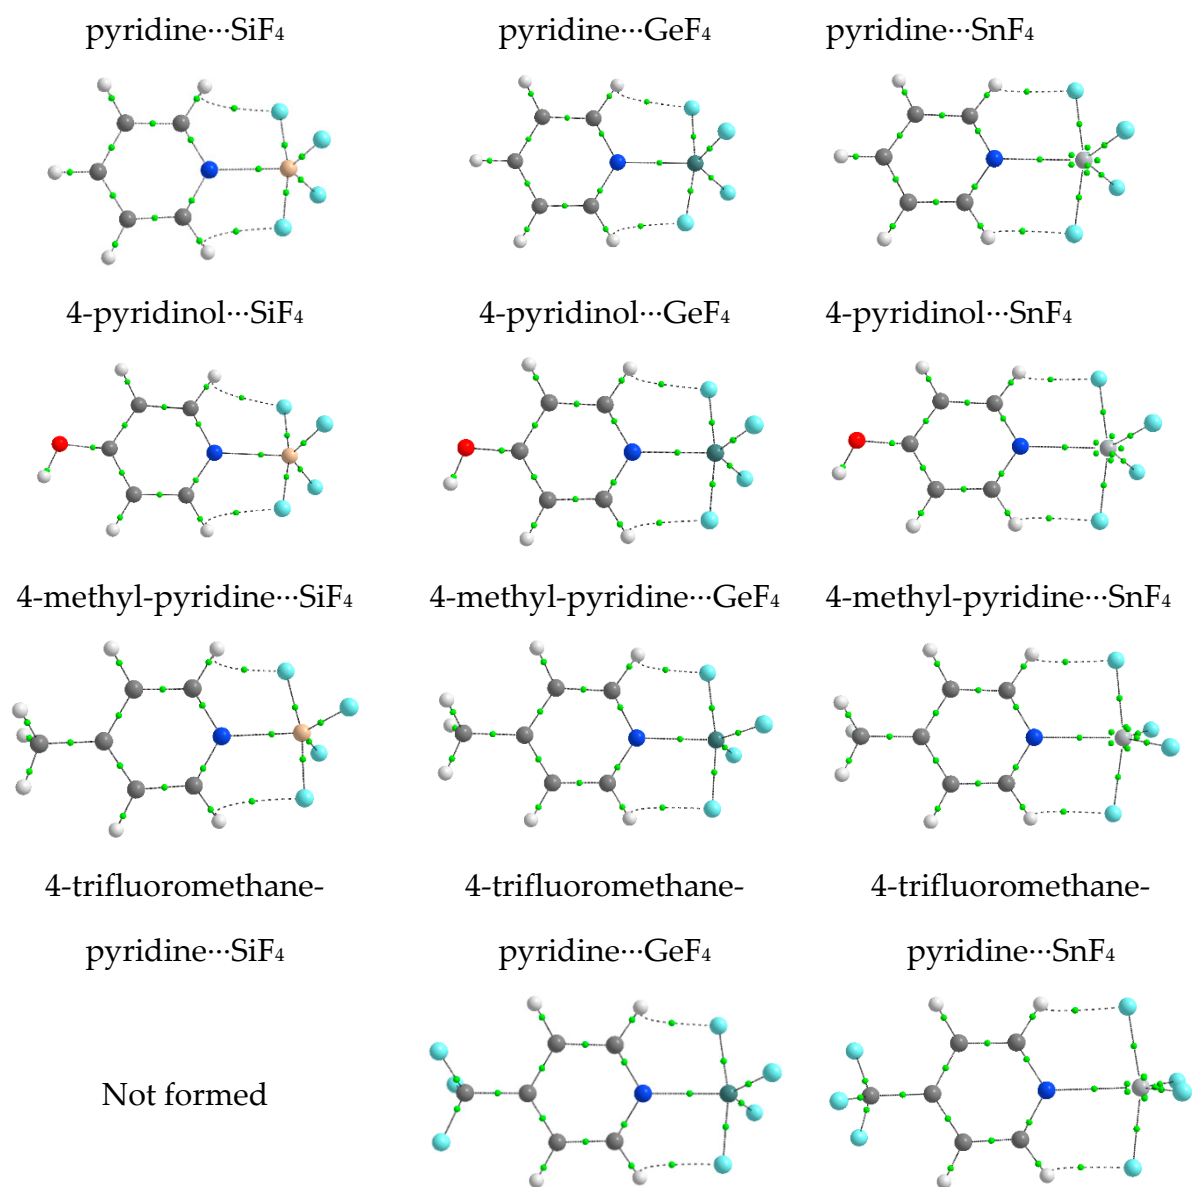 pyridine···SiF₄ pyridine···GeF₄ pyridine···SnF₄
4-pyridinol···SiF₄ 4-pyridinol···GeF₄ 4-pyridinol···SnF₄
4-methyl-pyridine···SiF₄ 4-methyl-pyridine···GeF₄ 4-methyl-pyridine···SnF₄
4-trifluoromethane- 4-trifluoromethane- 4-trifluoromethane-
pyridine···SiF₄ pyridine···GeF₄ pyridine···SnF₄
Not formed